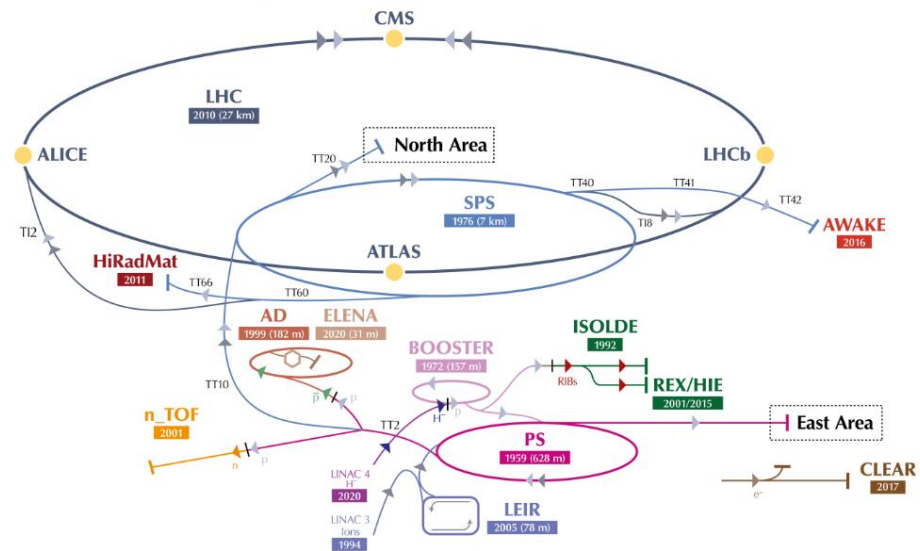 CMS
LHC
2010 (27 km)
ALICE
North Area
LHCb
TT20
TT40
TT41
TT42
SPS
1976 (7 km)
TI8
TI2
AWAKE
2016
ATLAS
HiRadMat
2011
TT66
TT60
AD
1999 (182 m)
ELENA
2020 (31 m)
ISOLDE
1992
BOOSTER
1972 (157 m)
RIBs
REX/HIE
2001/2015
TT10
p̅
p
H⁻
p
n_TOF
2001
TT2
East Area
PS
1959 (628 m)
n
p
LINAC 4
H⁻
2020
CLEAR
2017
e⁻
LINAC 3
Ions
1994
LEIR
2005 (78 m)